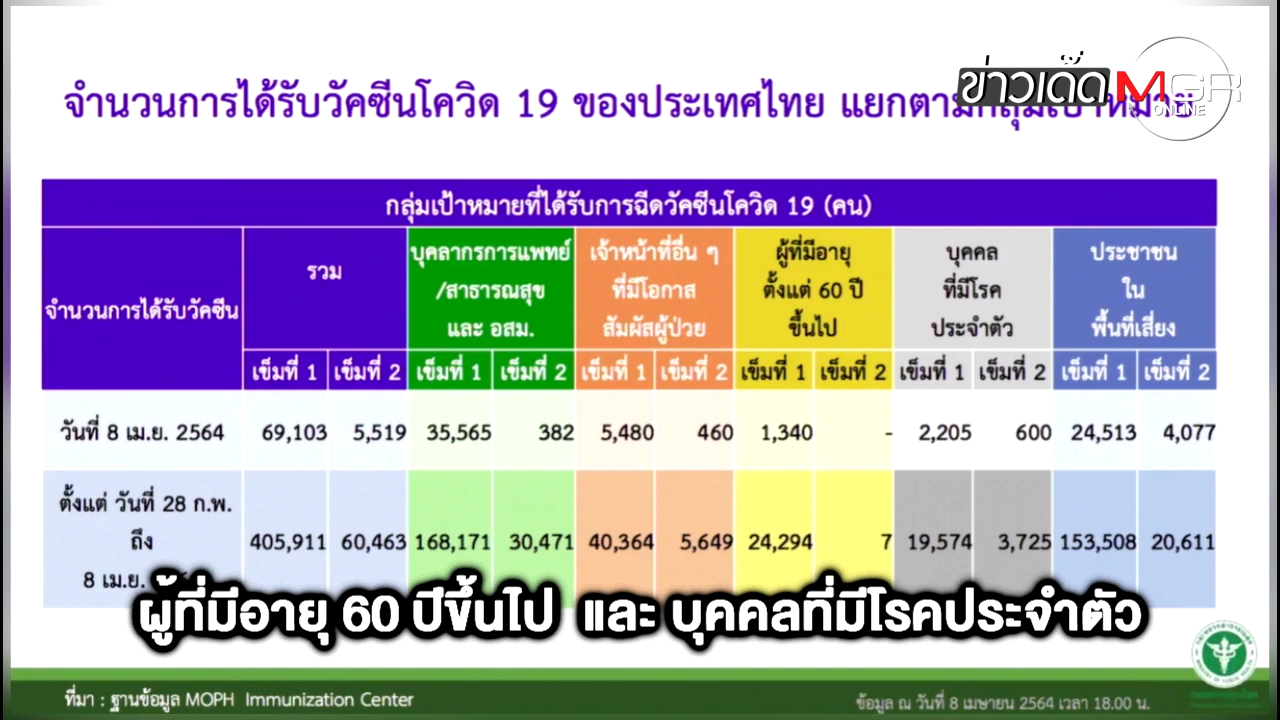 ข่าวเด็ด MGR
ONLINE
จำนวนการได้รับวัคซีนโควิด 19 ของประเทศไทย แยกตามกลุ่มเป้าหมาย
กลุ่มเป้าหมายที่ได้รับการฉีดวัคซีนโควิด 19 (คน)
จำนวนการได้รับวัคซีน
รวม
บุคลากรการแพทย์
/สาธารณสุข
และ อสม.
เจ้าหน้าที่อื่น ๆ
ที่มีโอกาส
สัมผัสผู้ป่วย
ผู้ที่มีอายุ
ตั้งแต่ 60 ปี
ขึ้นไป
บุคคล
ที่มีโรค
ประจำตัว
ประชาชน
ใน
พื้นที่เสี่ยง
เข็มที่ 1 เข็มที่ 2 เข็มที่ 1 เข็มที่ 2 เข็มที่ 1 เข็มที่ 2 เข็มที่ 1 เข็มที่ 2 เข็มที่ 1 เข็มที่ 2 เข็มที่ 1 เข็มที่ 2
วันที่ 8 เม.ย. 2564 69,103 5,519 35,565 382 5,480 460 1,340 - 2,205 600 24,513 4,077
ตั้งแต่ วันที่ 28 ก.พ.
ถึง
8 เม.ย.
405,911 60,463 168,171 30,471 40,364 5,649 24,294 7 19,574 3,725 153,508 20,611
ผู้ที่มีอายุ 60 ปีขึ้นไป และ บุคคลที่มีโรคประจำตัว
ที่มา : ฐานข้อมูล MOPH Immunization Center
ข้อมูล ณ วันที่ 8 เมษายน 2564 เวลา 18.00 น.